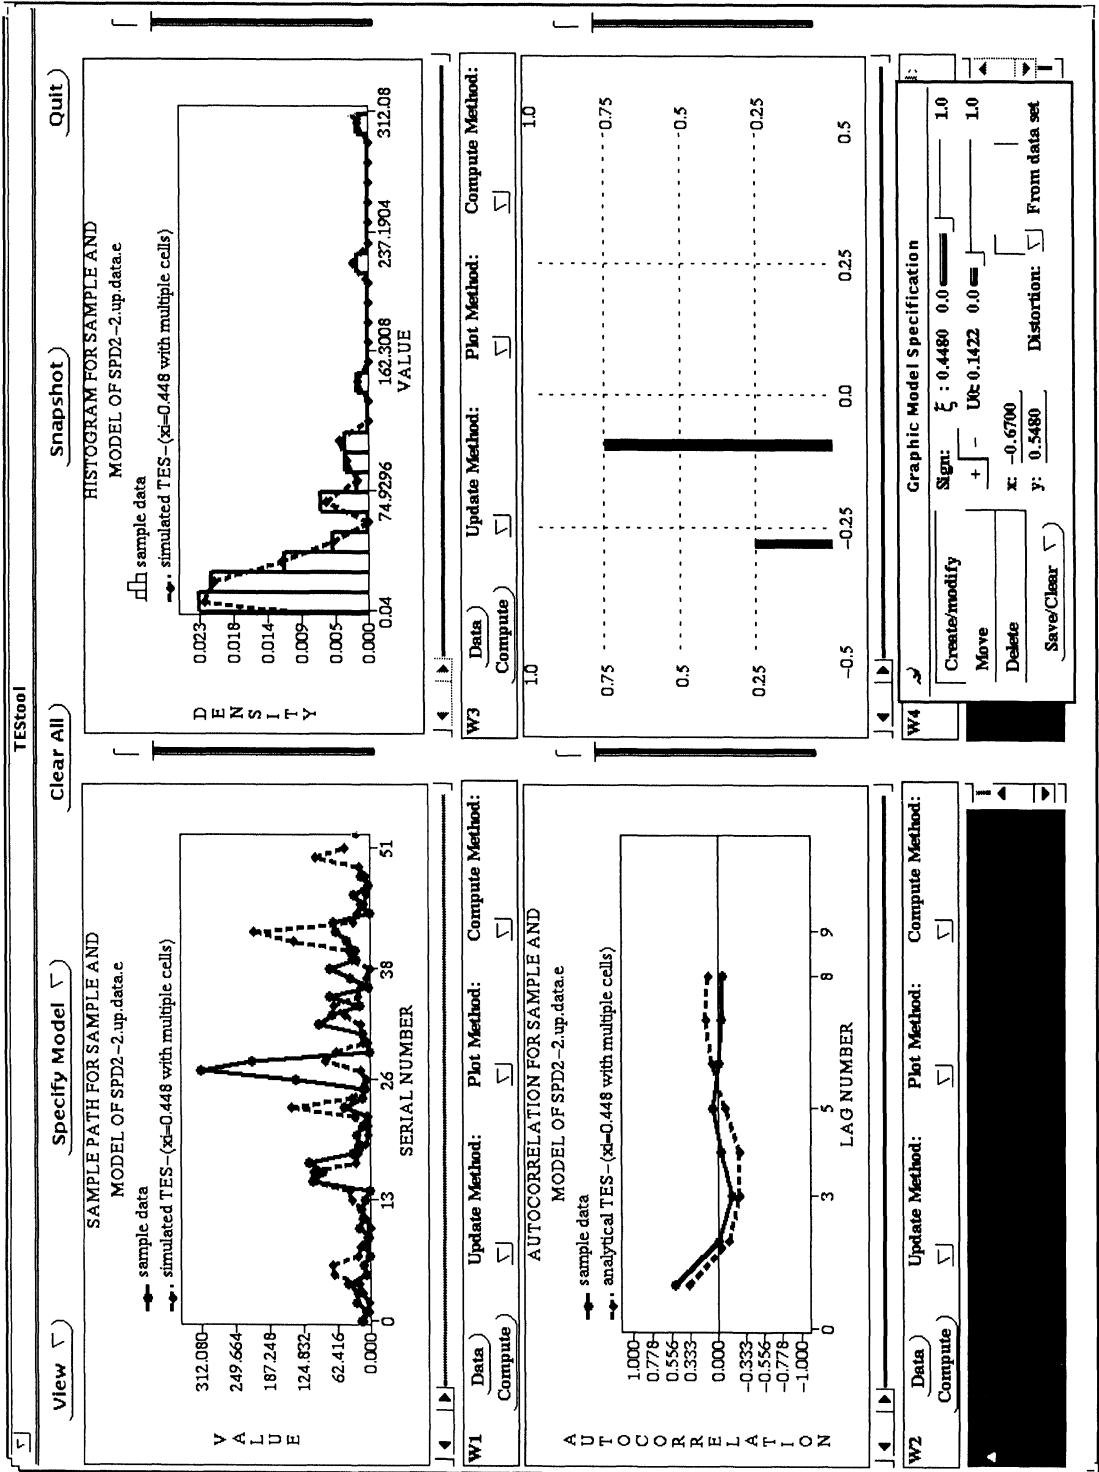 TEStool
View
Specify Model
Clear All
Snapshot
Quit
SAMPLE PATH FOR SAMPLE AND
MODEL OF SPD2-2.up.data.e
sample data
simulated TES-(xi=0.448 with multiple cells)
VALUE
312.080
249.664
187.248
124.832
62.416
0.000
0 13 26 38 51
SERIAL NUMBER
HISTOGRAM FOR SAMPLE AND
MODEL OF SPD2-2.up.data.e
sample data
simulated TES-(xi=0.448 with multiple cells)
DENSITY
0.023
0.018
0.014
0.009
0.005
0.000
0.04 74.9296 162.3008 237.1904 312.08
VALUE
W1 Data Update Method: Plot Method: Compute Method:
Compute
W3 Data Update Method: Plot Method: Compute Method:
Compute
AUTOCORRELATION FOR SAMPLE AND
MODEL OF SPD2-2.up.data.e
sample data
analytical TES-(xi=0.448 with multiple cells)
AUTOCORRELATION
1.000
0.778
0.556
0.333
0.000
-0.333
-0.556
-0.778
-1.000
0 3 5 8 9
LAG NUMBER
1.0 1.0
0.75 0.75
0.5 0.5
0.25 0.25
-0.5 -0.25 0.0 0.25 0.5
W2 Data Update Method: Plot Method: Compute Method:
Compute
W4
Graphic Model Specification
Create/modify
Move
Delete
Save/Clear
Sign: ξ : 0.4480 0.0 1.0
+ - U0: 0.1422 0.0 1.0
x: -0.6700
y: 0.5480 Distortion: From data set